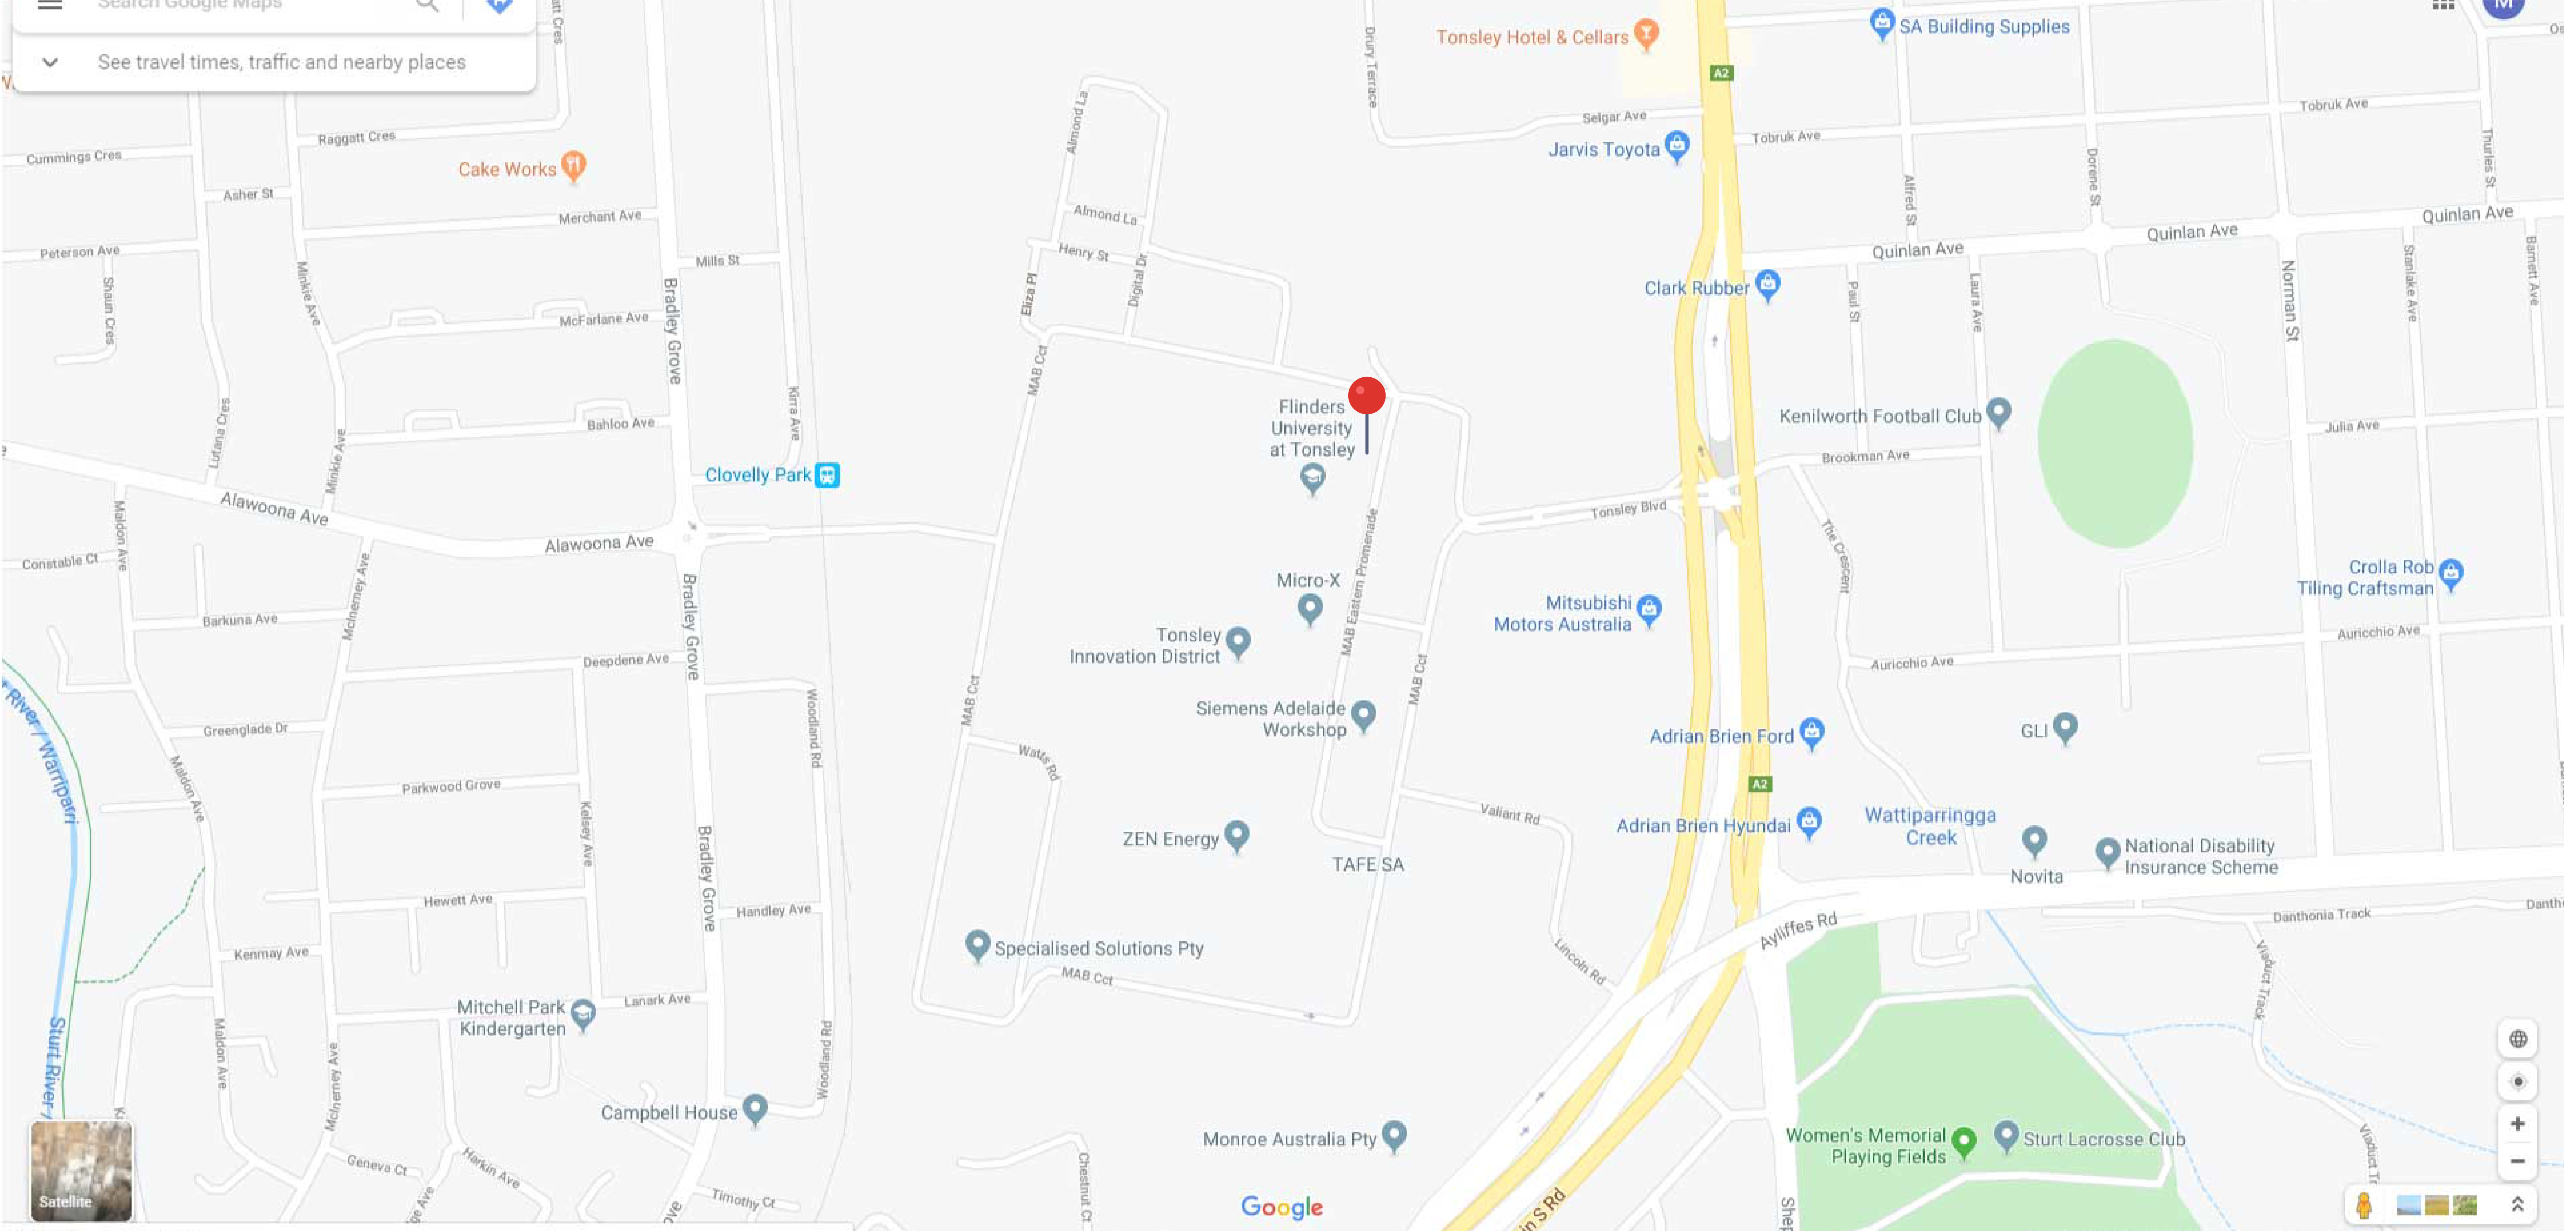 Search Google Maps
See travel times, traffic and nearby places
Tonsley Hotel & Cellars
SA Building Supplies
M
A2
Drury Terrace
Almond La
Selgar Ave
Tobruk Ave
Tobruk Ave
Raggatt Cres
Cummings Cres
Cake Works
Jarvis Toyota
Thurles St
Dorene St
Alfred St
Asher St
Merchant Ave
Almond La
Quinlan Ave
Quinlan Ave
Quinlan Ave
Peterson Ave
Mills St
Henry St
Digital Dr
Eliza Pl
Shaun Cres
Minkie Ave
Bradley Grove
Clark Rubber
Paul St
Laura Ave
Norman St
Stanlake Ave
Barnett Ave
McFarlane Ave
MAB Cct
Kirra Ave
Lutana Cres
Minkie Ave
Bahloo Ave
Flinders
University
at Tonsley
Kenilworth Football Club
Julia Ave
Brookman Ave
Clovelly Park
Alawoona Ave
Alawoona Ave
Tonsley Blvd
Maldon Ave
Constable Ct
McInerney Ave
Bradley Grove
MAB Eastern Promenade
The Crescent
Micro-X
Mitsubishi
Motors Australia
Crolla Rob
Tiling Craftsman
Barkuna Ave
Tonsley
Innovation District
Auricchio Ave
Auricchio Ave
Deepdene Ave
MAB Cct
MAB Cct
Siemens Adelaide
Workshop
Woodland Rd
Greenglade Dr
Watts Rd
Adrian Brien Ford
GLI
Sturt River / Warripari
Maldon Ave
Parkwood Grove
Kelsey Ave
A2
Valiant Rd
Adrian Brien Hyundai
Wattiparringga
Creek
ZEN Energy
TAFE SA
Novita
National Disability
Insurance Scheme
Bradley Grove
Hewett Ave
Handley Ave
Ayliffes Rd
Danthonia Track
Kenmay Ave
Specialised Solutions Pty
Lincoln Rd
Viaduct Track
MAB Cct
Mitchell Park
Kindergarten
Lanark Ave
Maldon Ave
McInerney Ave
Woodland Rd
Campbell House
Monroe Australia Pty
Women's Memorial
Playing Fields
Sturt Lacrosse Club
Geneva Ct
Harkin Ave
Chestnut Ct
Timothy Ct
Satellite
Google